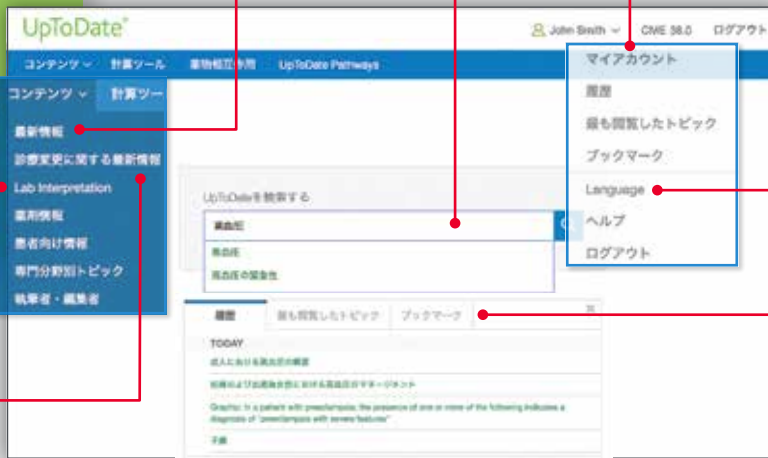 UpToDate®
John Smith
CME 38.0
ログアウト
コンテンツ
計算ツール
薬物相互作用
UpToDate Pathways
コンテンツ
計算ツー
最新情報
診療変更に関する最新情報
Lab Interpretation
薬剤情報
患者向け情報
専門分野別トピック
執筆者・編集者
マイアカウント
履歴
最も閲覧したトピック
ブックマーク
Language
ヘルプ
ログアウト
UpToDateを検索する
高血圧
高血圧
高血圧の緊急性
履歴
最も閲覧したトピック
ブックマーク
TODAY
成人における高血圧の概要
妊婦および出産後女性における高血圧のマネージメント
Graphic: In a patient with preeclampsia, the presence of one or more of the following indicates a
diagnosis of "preeclampsia with severe features"
子癇